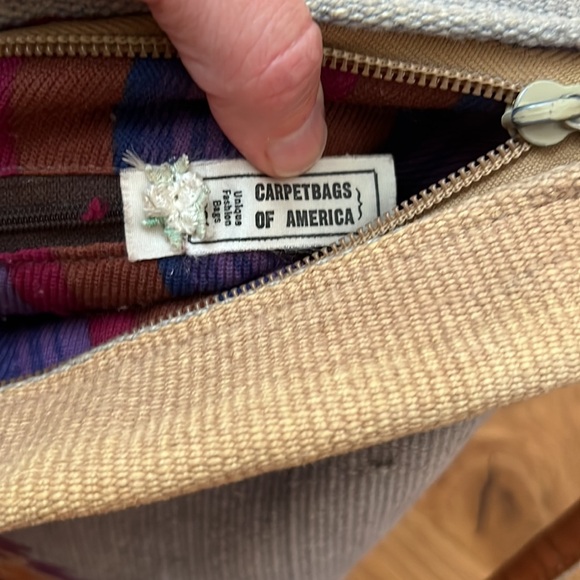 Unique
Fashion
Bags
CARPETBAGS
OF AMERICA